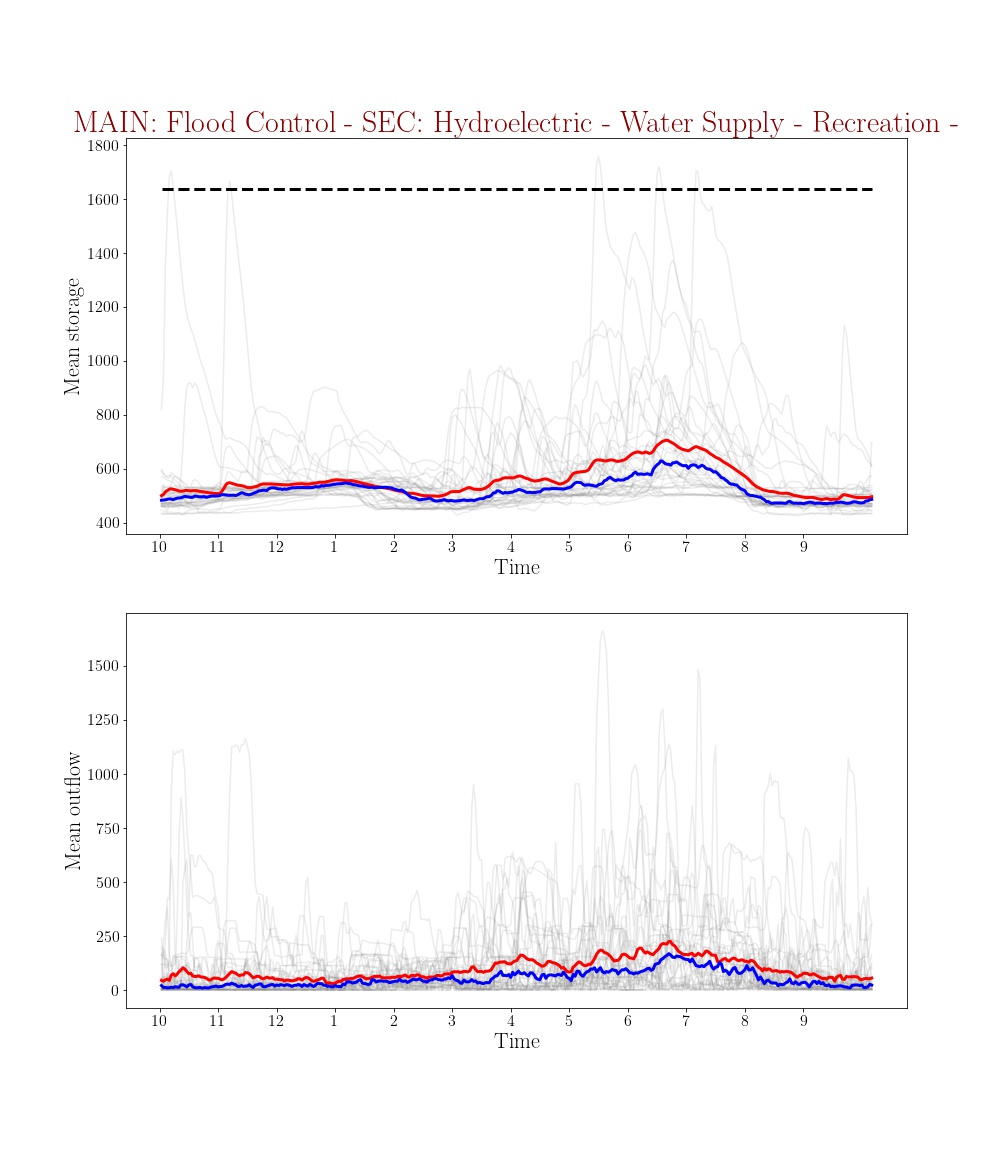 MAIN: Flood Control - SEC: Hydroelectric - Water Supply - Recreation -
1800
1600
1400
1200
1000
800
600
400
Mean storage
10 11 12 1 2 3 4 5 6 7 8 9
Time
1500
1250
1000
750
500
250
0
Mean outflow
10 11 12 1 2 3 4 5 6 7 8 9
Time